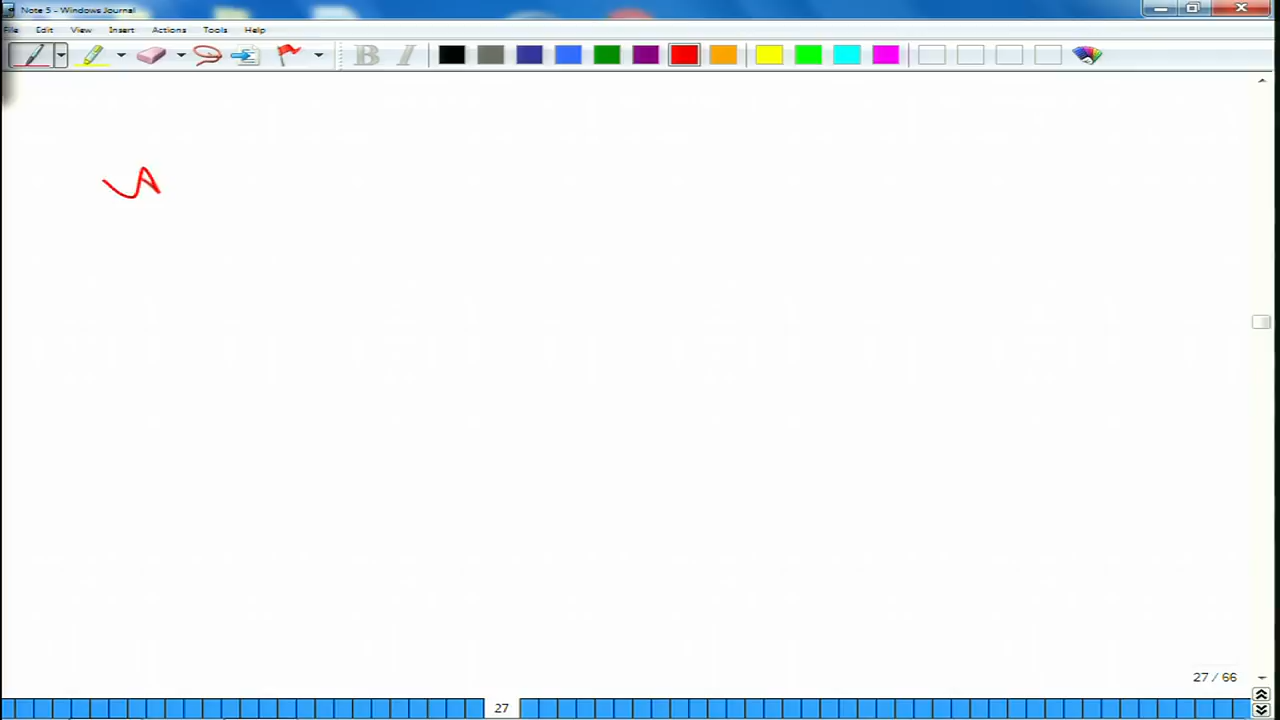 Note 5 - Windows Journal
File Edit View Insert Actions Tools Help
B I
27 / 66
27